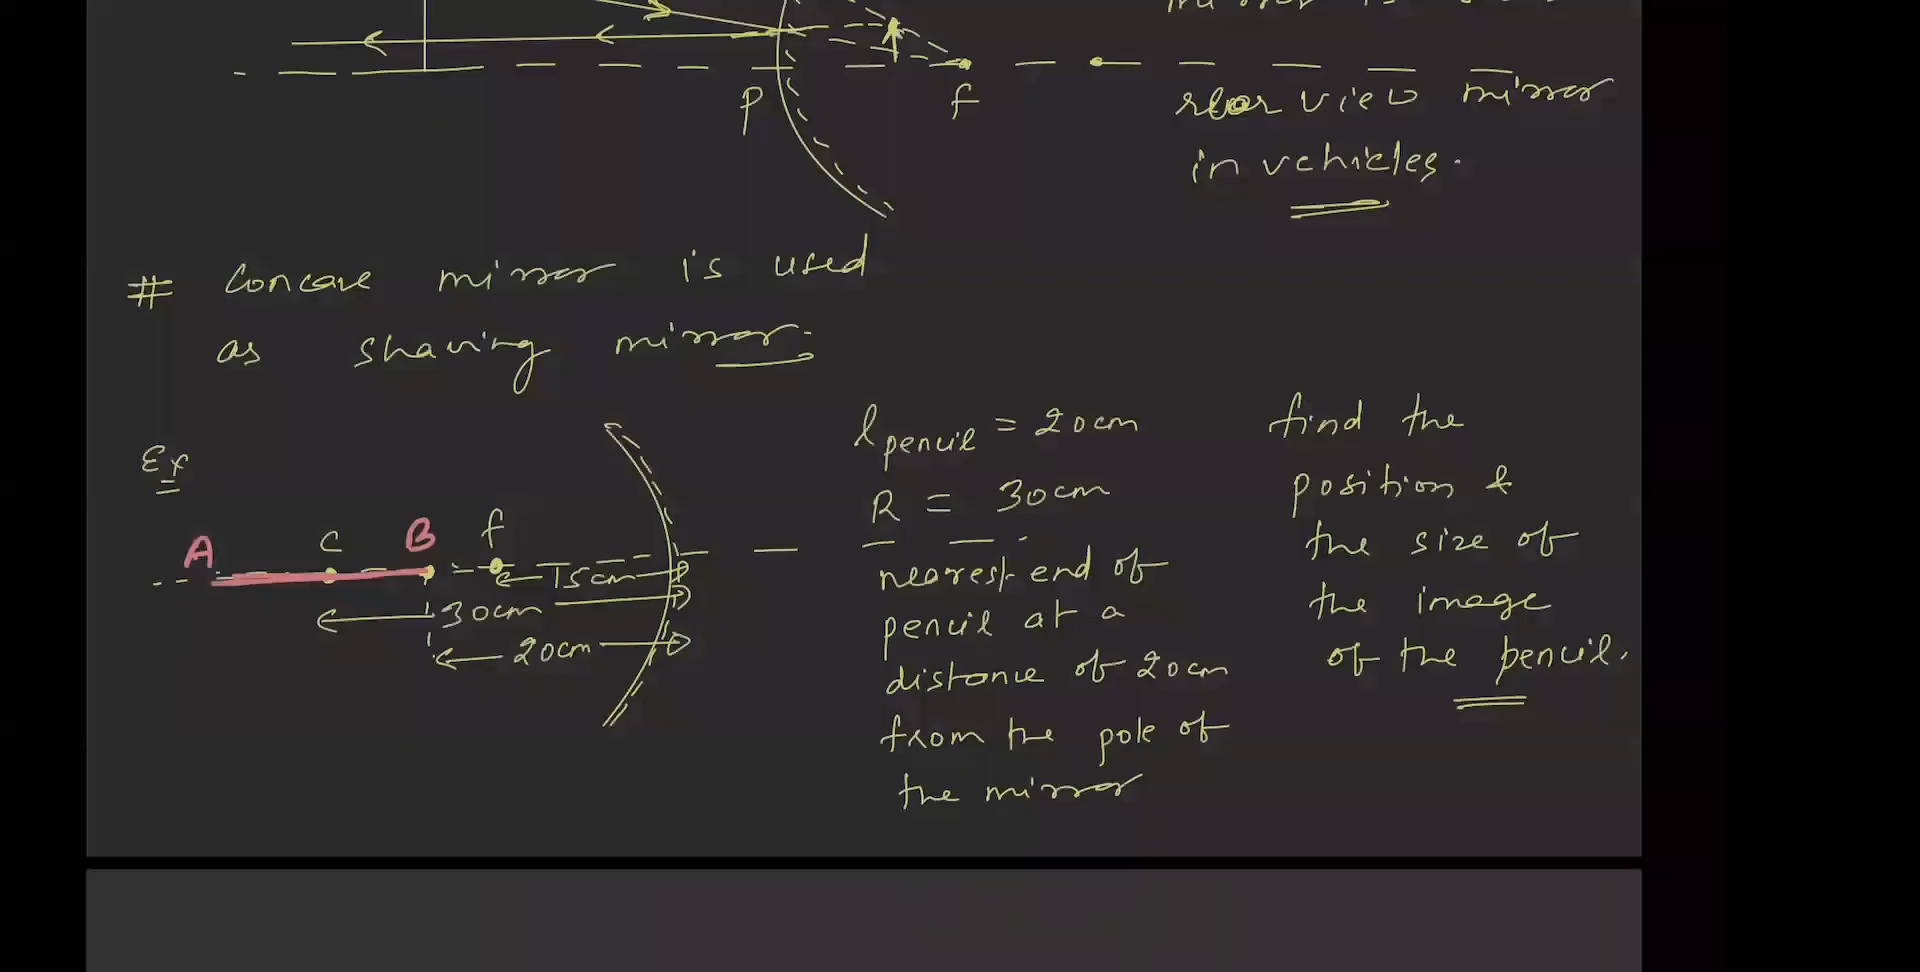 P
f
rear view mirror
in vehicles.
# Concave mirror is used
as shaving mirror.
Ex
A C B f
15cm
30cm
20cm
l pencil = 20cm
R = 30cm
nearest end of
pencil at a
distance of 20cm
from the pole of
the mirror
find the
position &
the size of
the image
of the pencil.